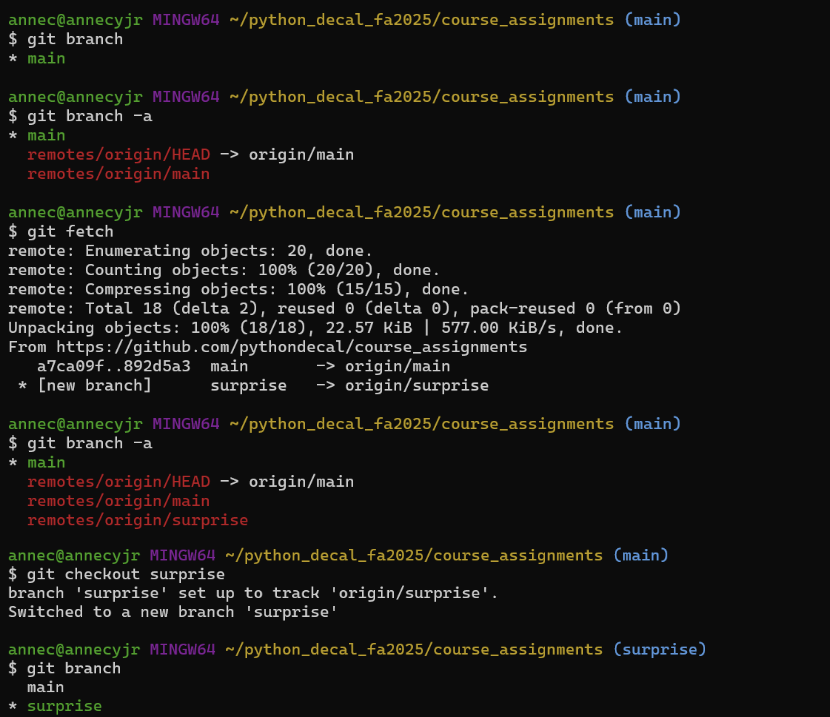 annec@annecyjr MINGW64 ~/python_decal_fa2025/course_assignments (main)
$ git branch
* main
annec@annecyjr MINGW64 ~/python_decal_fa2025/course_assignments (main)
$ git branch -a
* main
remotes/origin/HEAD -> origin/main
remotes/origin/main
annec@annecyjr MINGW64 ~/python_decal_fa2025/course_assignments (main)
$ git fetch
remote: Enumerating objects: 20, done.
remote: Counting objects: 100% (20/20), done.
remote: Compressing objects: 100% (15/15), done.
remote: Total 18 (delta 2), reused 0 (delta 0), pack-reused 0 (from 0)
Unpacking objects: 100% (18/18), 22.57 KiB | 577.00 KiB/s, done.
From https://github.com/pythondecal/course_assignments
a7ca09f..892d5a3  main       -> origin/main
* [new branch]      surprise   -> origin/surprise
annec@annecyjr MINGW64 ~/python_decal_fa2025/course_assignments (main)
$ git branch -a
* main
remotes/origin/HEAD -> origin/main
remotes/origin/main
remotes/origin/surprise
annec@annecyjr MINGW64 ~/python_decal_fa2025/course_assignments (main)
$ git checkout surprise
branch 'surprise' set up to track 'origin/surprise'.
Switched to a new branch 'surprise'
annec@annecyjr MINGW64 ~/python_decal_fa2025/course_assignments (surprise)
$ git branch
main
* surprise